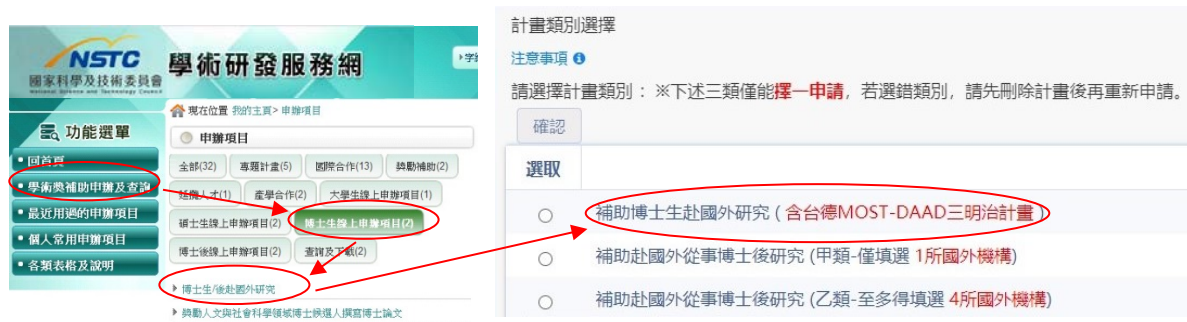 NSTC
國家科學及技術委員會
National Science and Technology Council
學術研發服務網
現在位置 我的主頁> 申辦項目
功能選單
• 回首頁
• 學術獎補助申辦及查詢
• 最近用過的申辦項目
• 個人常用申辦項目
• 各類表格及說明
申辦項目
全部(32) 專題計畫(5) 國際合作(13) 獎勵補助(2)
延攬人才(1) 產學合作(2) 大學生線上申辦項目(1)
碩士生線上申辦項目(2) 博士生線上申辦項目(2)
博士後線上申辦項目(2) 查詢及下載(2)
博士生/後赴國外研究
獎勵人文與社會科學領域博士候選人撰寫博士論文
計畫類別選擇
注意事項
請選擇計畫類別：※下述三類僅能擇一申請，若選錯類別，請先刪除計畫後再重新申請。
確認
選取
補助博士生赴國外研究 ( 含台德MOST-DAAD三明治計畫 )
補助赴國外從事博士後研究 (甲類-僅填選 1所國外機構)
補助赴國外從事博士後研究 (乙類-至多得填選 4所國外機構)